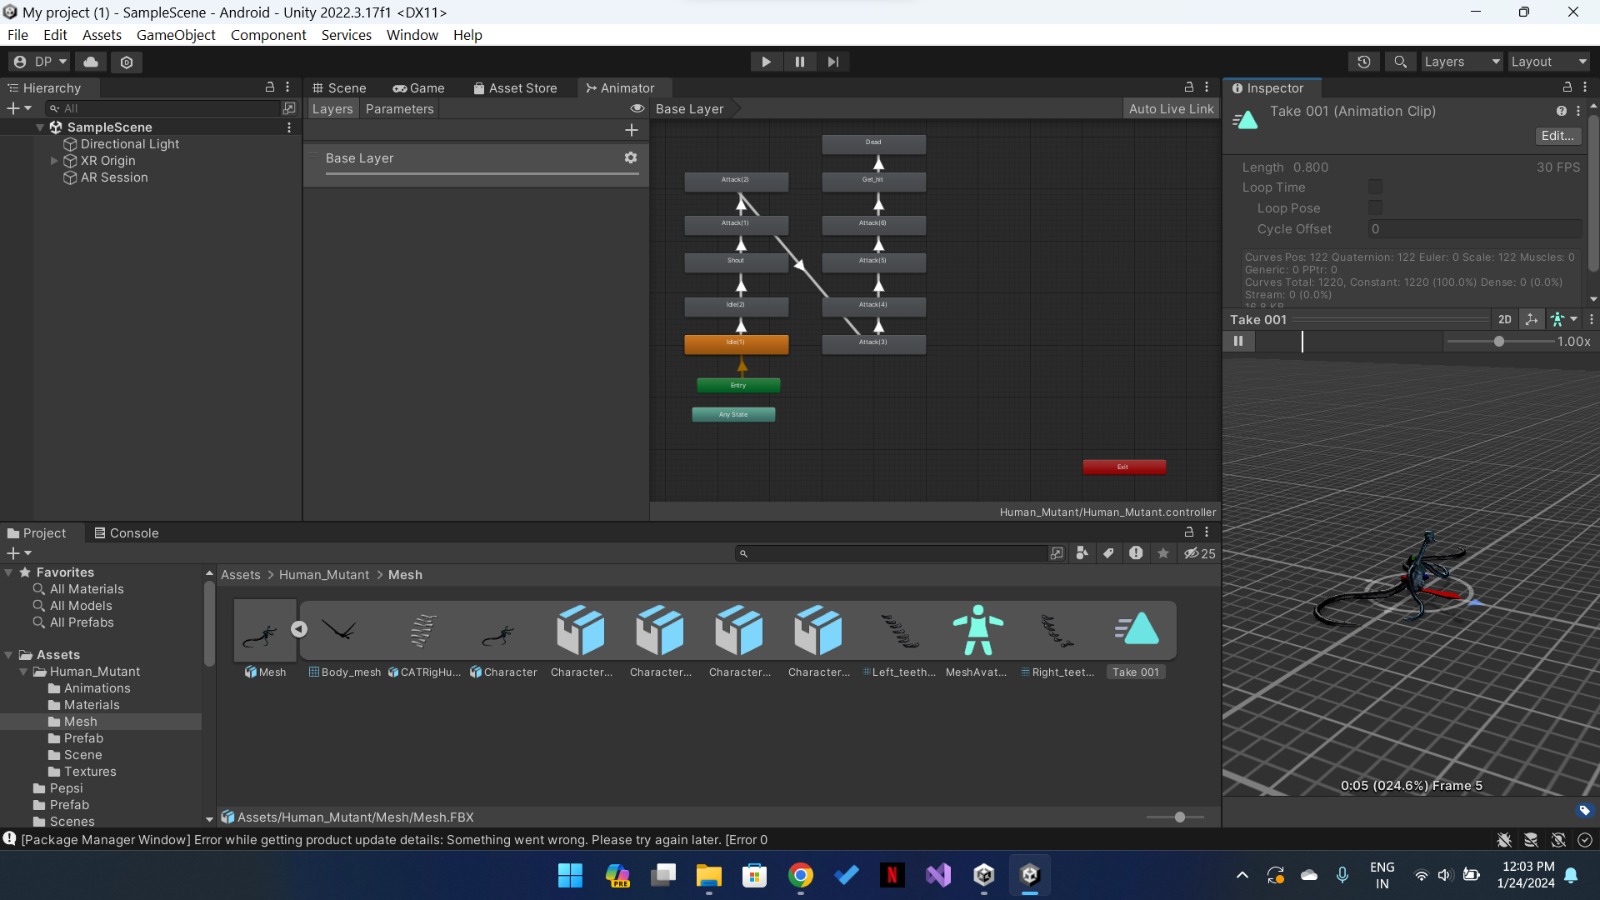 My project (1) - SampleScene - Android - Unity 2022.3.17f1 <DX11>
File Edit Assets GameObject Component Services Window Help
DP
Layers
Layout
Hierarchy
All
SampleScene
Directional Light
XR Origin
AR Session
Scene Game Asset Store Animator
Layers Parameters
Base Layer
Auto Live Link
Base Layer
Dead
Attack(2)
Get_hit
Attack(1)
Attack(6)
Shout
Attack(5)
Idle(2)
Attack(4)
Idle(1)
Attack(3)
Entry
Any State
Exit
Human_Mutant/Human_Mutant.controller
Inspector
Take 001 (Animation Clip)
Edit...
Length 0.800 30 FPS
Loop Time
Loop Pose
Cycle Offset 0
Curves Pos: 122 Quaternion: 122 Euler: 0 Scale: 122 Muscles: 0
Generic: 0 PPtr: 0
Curves Total: 1220, Constant: 1220 (100.0%) Dense: 0 (0.0%)
Stream: 0 (0.0%)
16.8 KB
Take 001
2D
1.00x
0:05 (024.6%) Frame 5
Project Console
25
Favorites
All Materials
All Models
All Prefabs
Assets
Human_Mutant
Animations
Materials
Mesh
Prefab
Scene
Textures
Pepsi
Prefab
Scenes
Assets > Human_Mutant > Mesh
Mesh
Body_mesh
CATRigHu...
Character
Character...
Character...
Character...
Character...
Left_teeth...
MeshAvat...
Right_teet...
Take 001
Assets/Human_Mutant/Mesh/Mesh.FBX
[Package Manager Window] Error while getting product update details: Something went wrong. Please try again later. [Error 0
PRE
N
ENG
IN
12:03 PM
1/24/2024